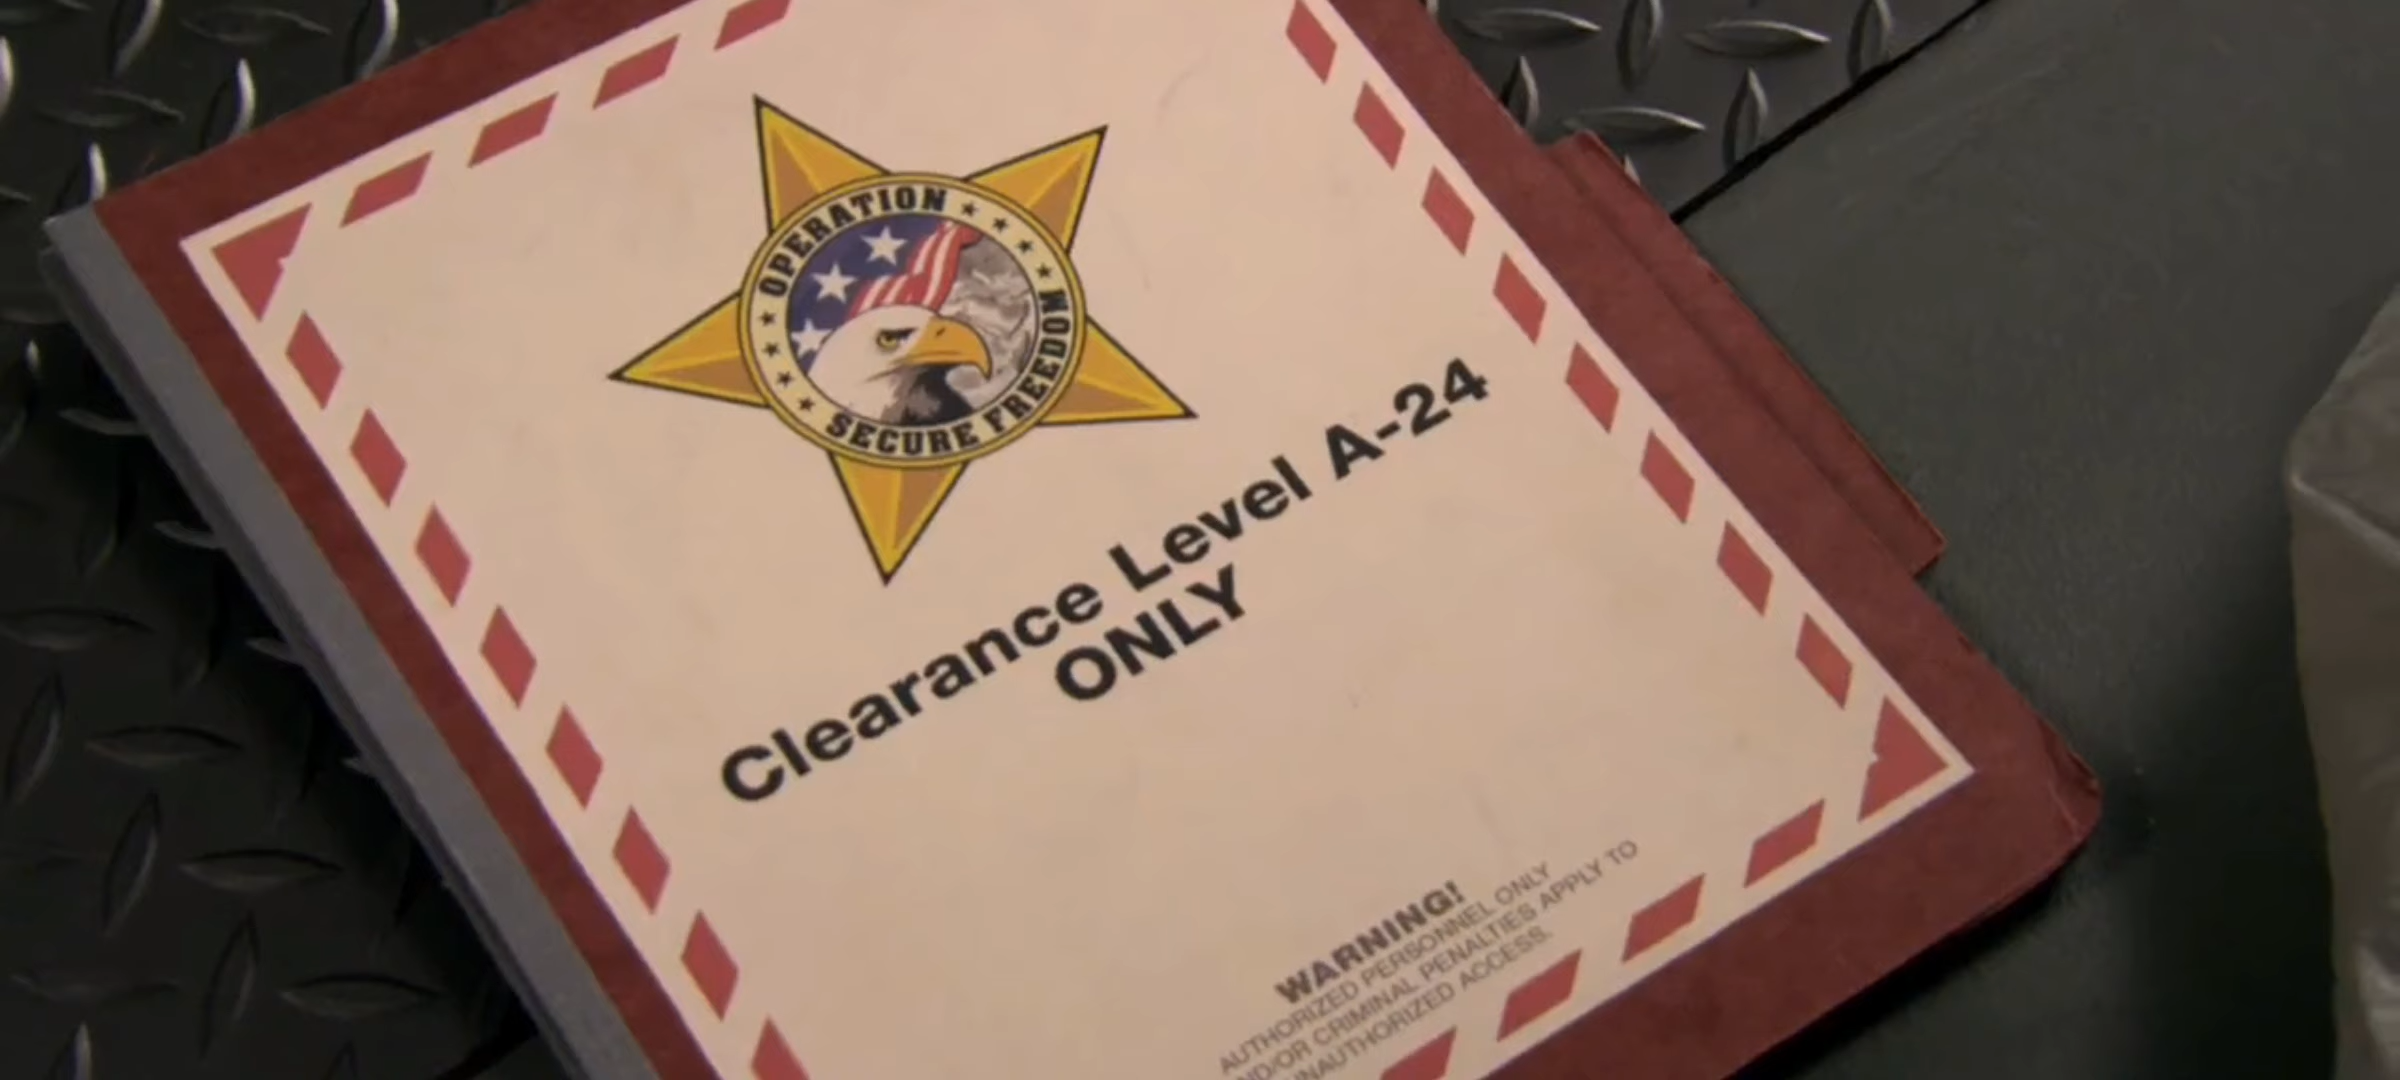 OPERATION
SECURE FREEDOM
Clearance Level A-24
ONLY
WARNING!
AUTHORIZED PERSONNEL ONLY
AND/OR CRIMINAL PENALTIES APPLY TO
UNAUTHORIZED ACCESS.